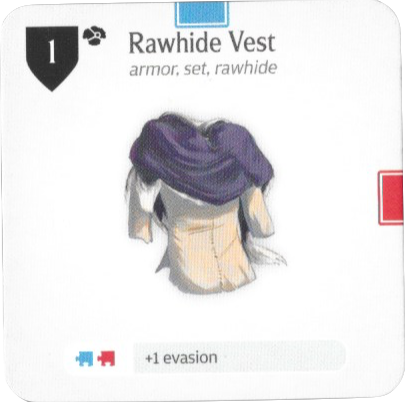 1
Rawhide Vest
armor, set, rawhide
+1 evasion